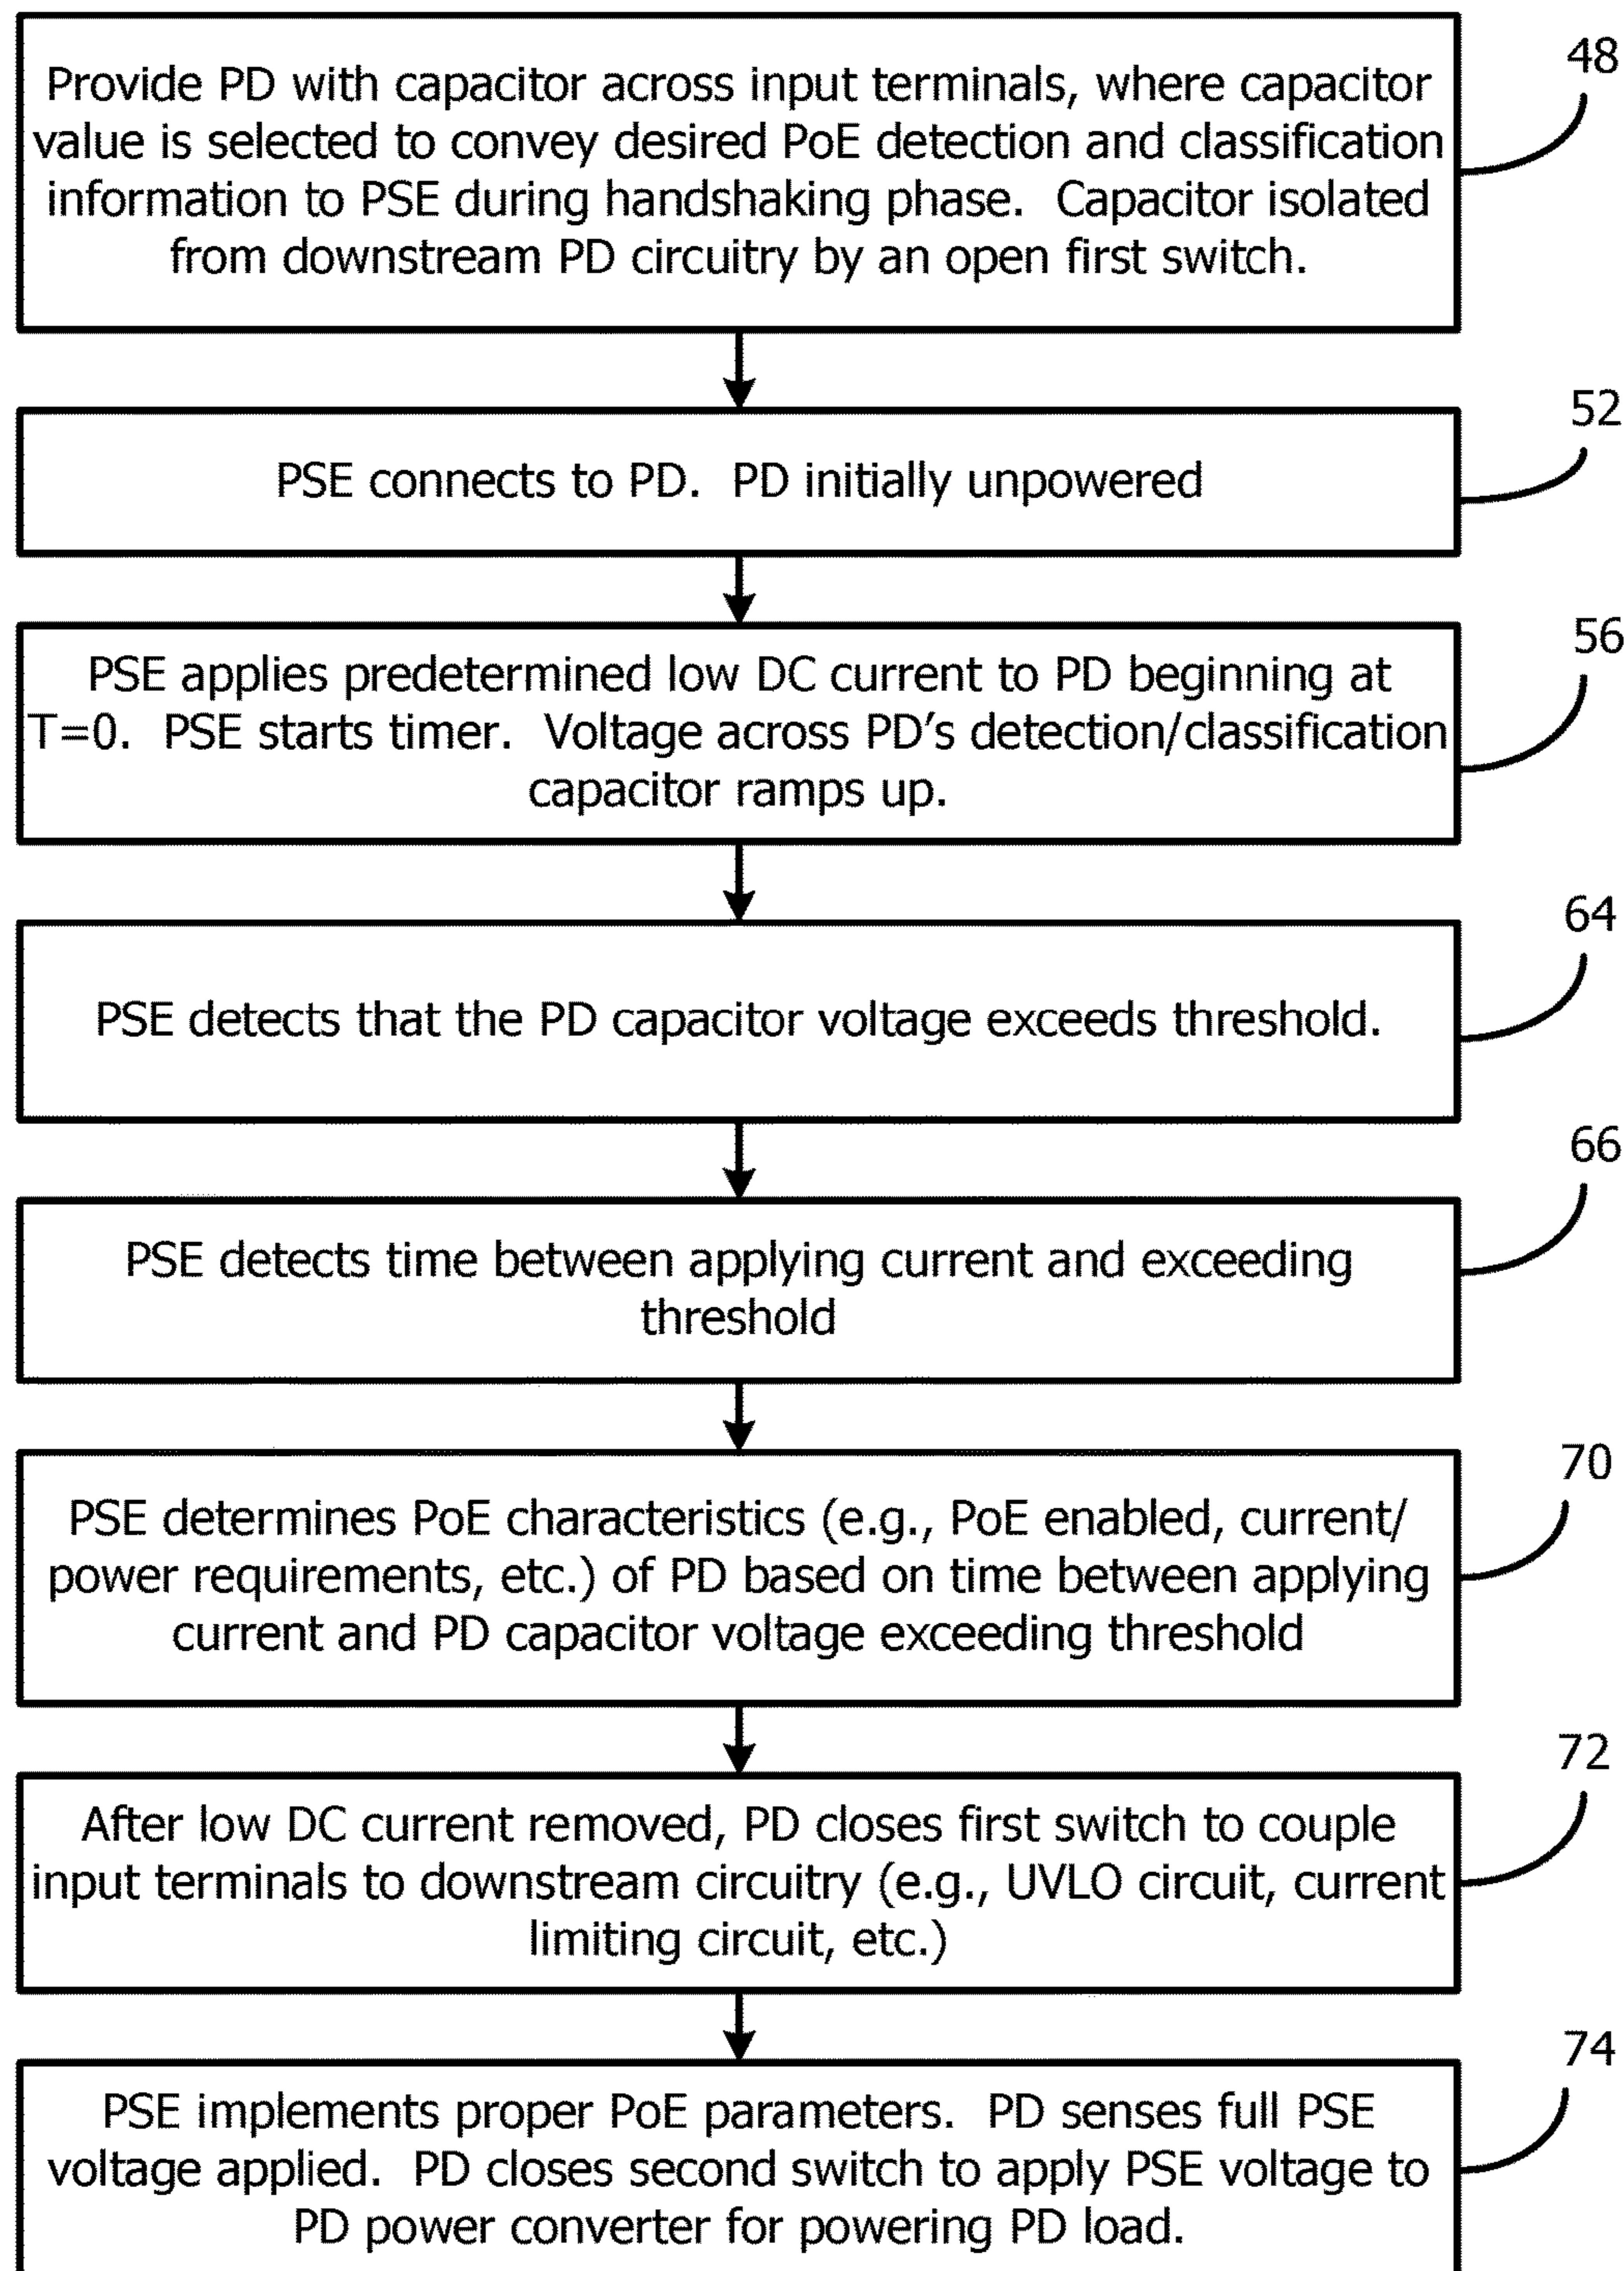 Provide PD with capacitor across input terminals, where capacitor
value is selected to convey desired PoE detection and classification
information to PSE during handshaking phase. Capacitor isolated
from downstream PD circuitry by an open first switch.
48
PSE connects to PD. PD initially unpowered
52
PSE applies predetermined low DC current to PD beginning at
T=0. PSE starts timer. Voltage across PD's detection/classification
capacitor ramps up.
56
PSE detects that the PD capacitor voltage exceeds threshold.
64
PSE detects time between applying current and exceeding
threshold
66
PSE determines PoE characteristics (e.g., PoE enabled, current/
power requirements, etc.) of PD based on time between applying
current and PD capacitor voltage exceeding threshold
70
After low DC current removed, PD closes first switch to couple
input terminals to downstream circuitry (e.g., UVLO circuit, current
limiting circuit, etc.)
72
PSE implements proper PoE parameters. PD senses full PSE
voltage applied. PD closes second switch to apply PSE voltage to
PD power converter for powering PD load.
74